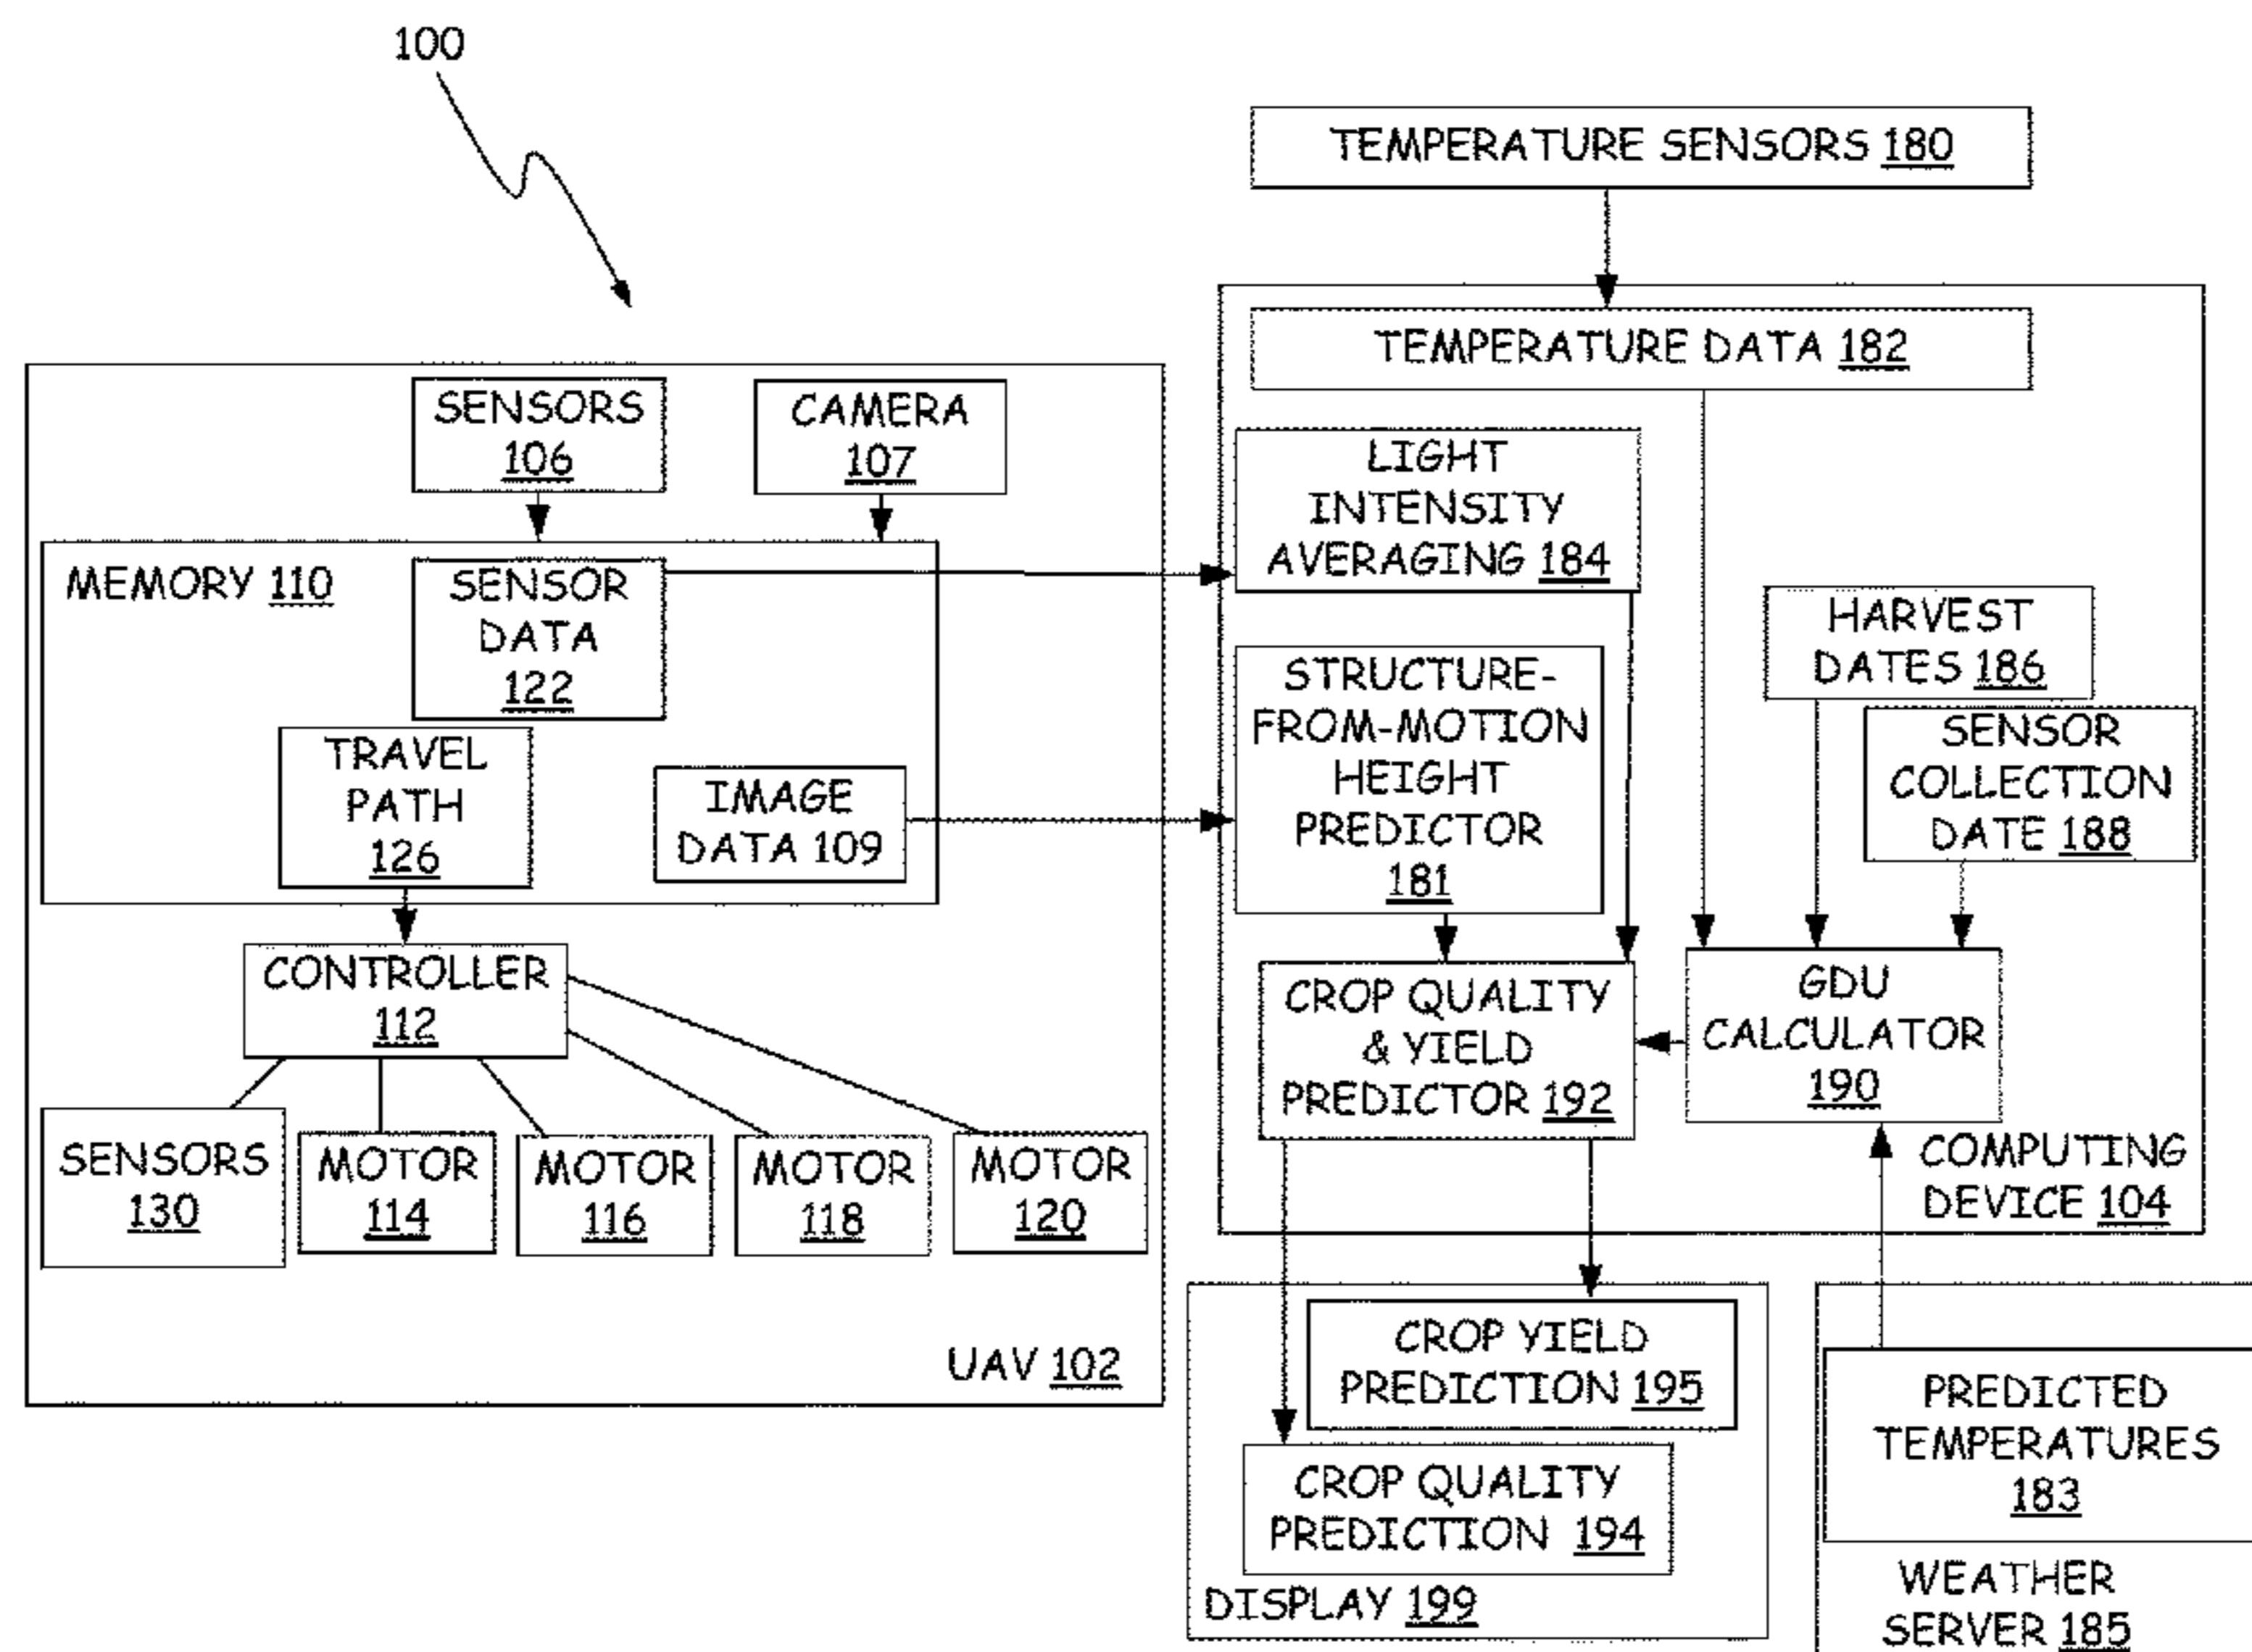 100
TEMPERATURE SENSORS 180
TEMPERATURE DATA 182
SENSORS
106
CAMERA
107
MEMORY 110
SENSOR
DATA
122
TRAVEL
PATH
126
IMAGE
DATA 109
CONTROLLER
112
SENSORS
130
MOTOR
114
MOTOR
116
MOTOR
118
MOTOR
120
UAV 102
LIGHT
INTENSITY
AVERAGING 184
STRUCTURE-
FROM-MOTION
HEIGHT
PREDICTOR
181
HARVEST
DATES 186
SENSOR
COLLECTION
DATE 188
CROP QUALITY
& YIELD
PREDICTOR 192
GDU
CALCULATOR
190
COMPUTING
DEVICE 104
CROP YIELD
PREDICTION 195
CROP QUALITY
PREDICTION 194
DISPLAY 199
PREDICTED
TEMPERATURES
183
WEATHER
SERVER 185